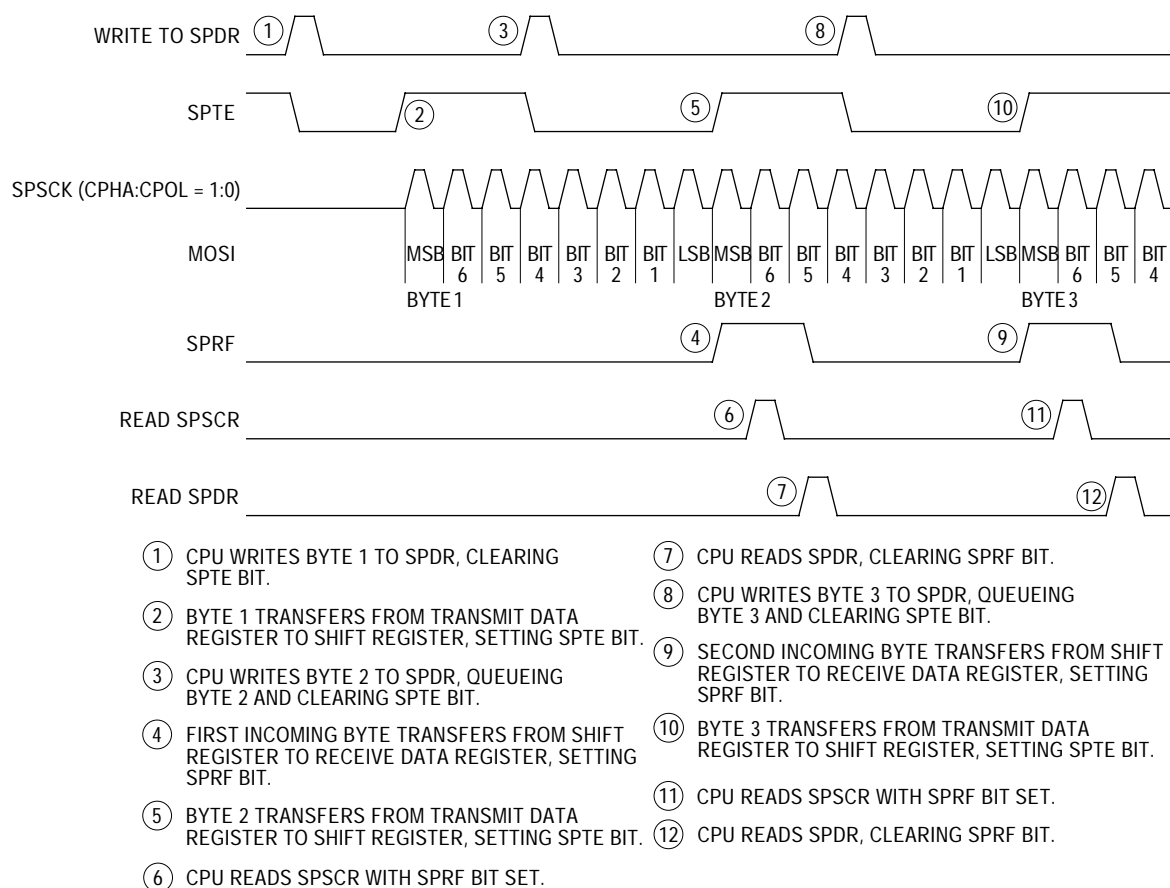 WRITE TO SPDR 1 3 8
SPTE 2 5 10
SPSCK (CPHA:CPOL = 1:0)
MOSI MSB BIT 6 BIT 5 BIT 4 BIT 3 BIT 2 BIT 1 LSB MSB BIT 6 BIT 5 BIT 4 BIT 3 BIT 2 BIT 1 LSB MSB BIT 6 BIT 5 BIT 4
BYTE 1 BYTE 2 BYTE 3
SPRF 4 9
READ SPSCR 6 11
READ SPDR 7 12
1 CPU WRITES BYTE 1 TO SPDR, CLEARING
SPTE BIT.
2 BYTE 1 TRANSFERS FROM TRANSMIT DATA
REGISTER TO SHIFT REGISTER, SETTING SPTE BIT.
3 CPU WRITES BYTE 2 TO SPDR, QUEUEING
BYTE 2 AND CLEARING SPTE BIT.
4 FIRST INCOMING BYTE TRANSFERS FROM SHIFT
REGISTER TO RECEIVE DATA REGISTER, SETTING
SPRF BIT.
5 BYTE 2 TRANSFERS FROM TRANSMIT DATA
REGISTER TO SHIFT REGISTER, SETTING SPTE BIT.
6 CPU READS SPSCR WITH SPRF BIT SET.
7 CPU READS SPDR, CLEARING SPRF BIT.
8 CPU WRITES BYTE 3 TO SPDR, QUEUEING
BYTE 3 AND CLEARING SPTE BIT.
9 SECOND INCOMING BYTE TRANSFERS FROM SHIFT
REGISTER TO RECEIVE DATA REGISTER, SETTING
SPRF BIT.
10 BYTE 3 TRANSFERS FROM TRANSMIT DATA
REGISTER TO SHIFT REGISTER, SETTING SPTE BIT.
11 CPU READS SPSCR WITH SPRF BIT SET.
12 CPU READS SPDR, CLEARING SPRF BIT.